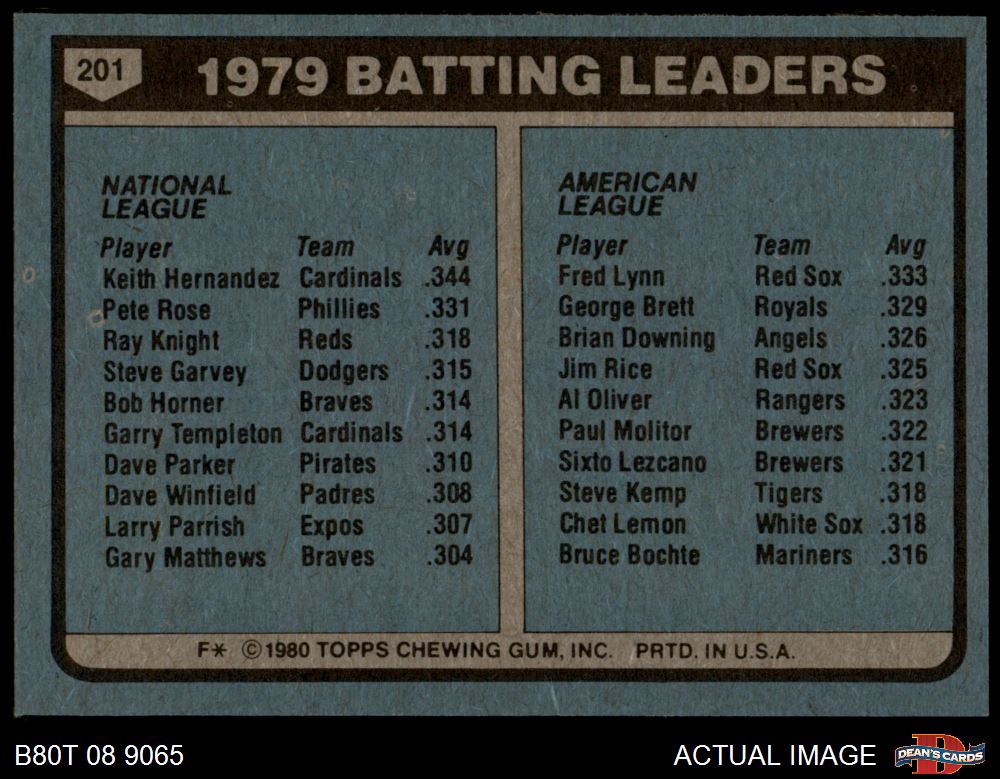 201
1979 BATTING LEADERS
NATIONAL
LEAGUE
Player Team Avg
Keith Hernandez Cardinals .344
Pete Rose Phillies .331
Ray Knight Reds .318
Steve Garvey Dodgers .315
Bob Horner Braves .314
Garry Templeton Cardinals .314
Dave Parker Pirates .310
Dave Winfield Padres .308
Larry Parrish Expos .307
Gary Matthews Braves .304
AMERICAN
LEAGUE
Player Team Avg
Fred Lynn Red Sox .333
George Brett Royals .329
Brian Downing Angels .326
Jim Rice Red Sox .325
Al Oliver Rangers .323
Paul Molitor Brewers .322
Sixto Lezcano Brewers .321
Steve Kemp Tigers .318
Chet Lemon White Sox .318
Bruce Bochte Mariners .316
F* ©1980 TOPPS CHEWING GUM, INC. PRTD. IN U.S.A.
B80T 08 9065
ACTUAL IMAGE
DEAN'S CARDS